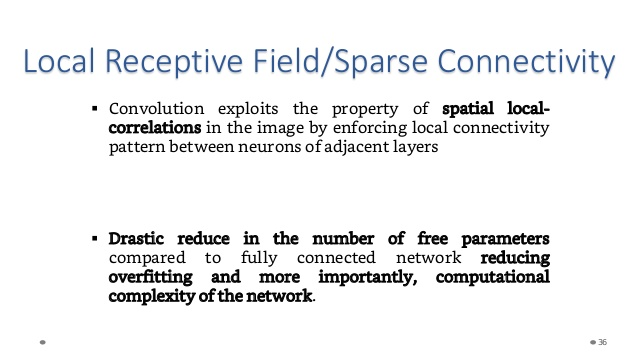 Local Receptive Field/Sparse Connectivity
▪ Convolution exploits the property of spatial local-
correlations in the image by enforcing local connectivity
pattern between neurons of adjacent layers
▪ Drastic reduce in the number of free parameters
compared to fully connected network reducing
overfitting and more importantly, computational
complexity of the network.
36